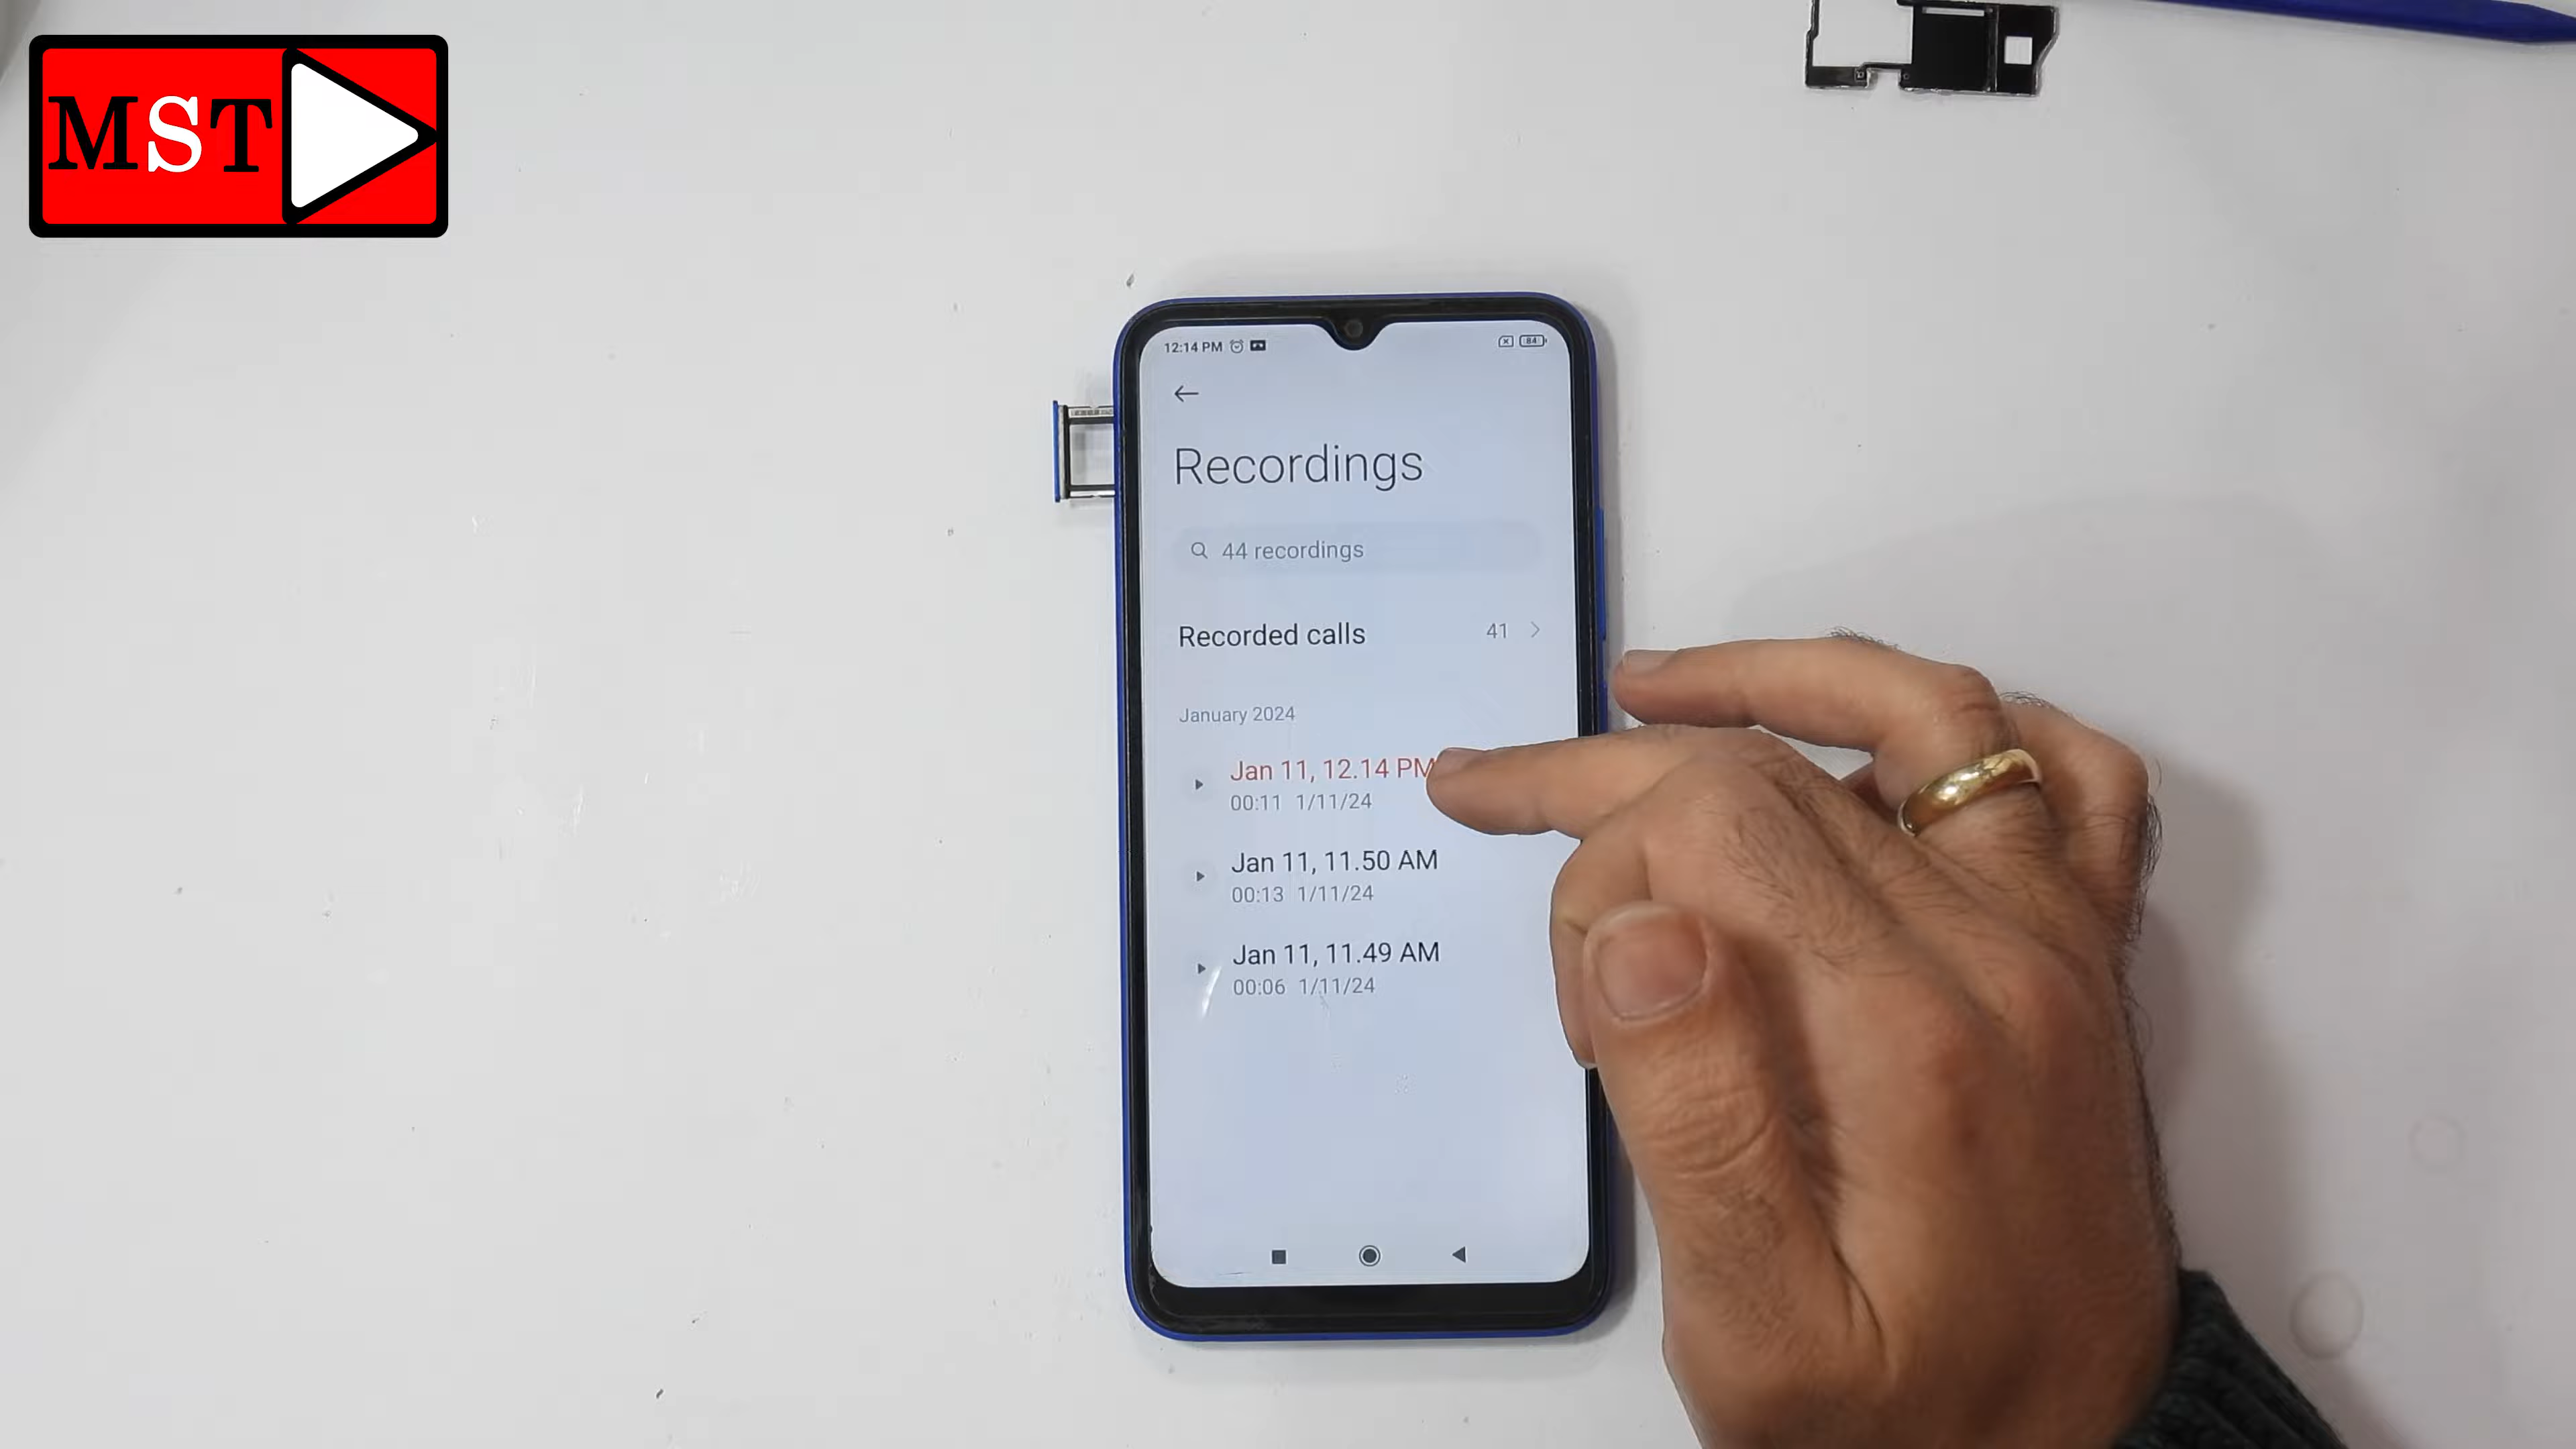 MST
12:14 PM
84
Recordings
44 recordings
Recorded calls 41
January 2024
Jan 11, 12.14 PM
00:11 1/11/24
Jan 11, 11.50 AM
00:13 1/11/24
Jan 11, 11.49 AM
00:06 1/11/24